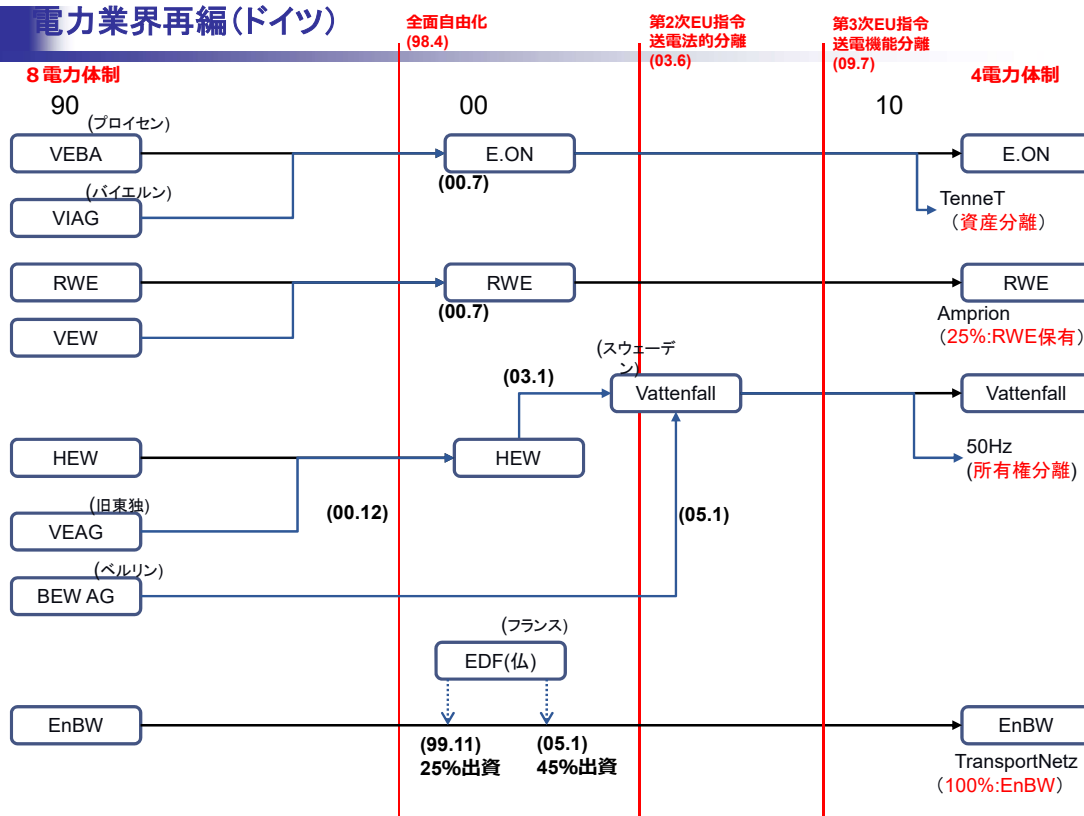 電力業界再編(ドイツ)
全面自由化
(98.4)
第2次EU指令
送電法的分離
(03.6)
第3次EU指令
送電機能分離
(09.7)
8電力体制
4電力体制
90
00
10
(プロイセン)
VEBA
E.ON
E.ON
(00.7)
(バイエルン)
VIAG
TenneT
(資産分離)
RWE
RWE
RWE
(00.7)
VEW
Amprion
(25%:RWE保有)
(スウェーデ
ン)
(03.1)
Vattenfall
Vattenfall
HEW
HEW
50Hz
(所有権分離)
(旧東独)
VEAG
(00.12)
(05.1)
(ベルリン)
BEW AG
(フランス)
EDF(仏)
EnBW
EnBW
(99.11)
25%出資
(05.1)
45%出資
TransportNetz
(100%:EnBW)